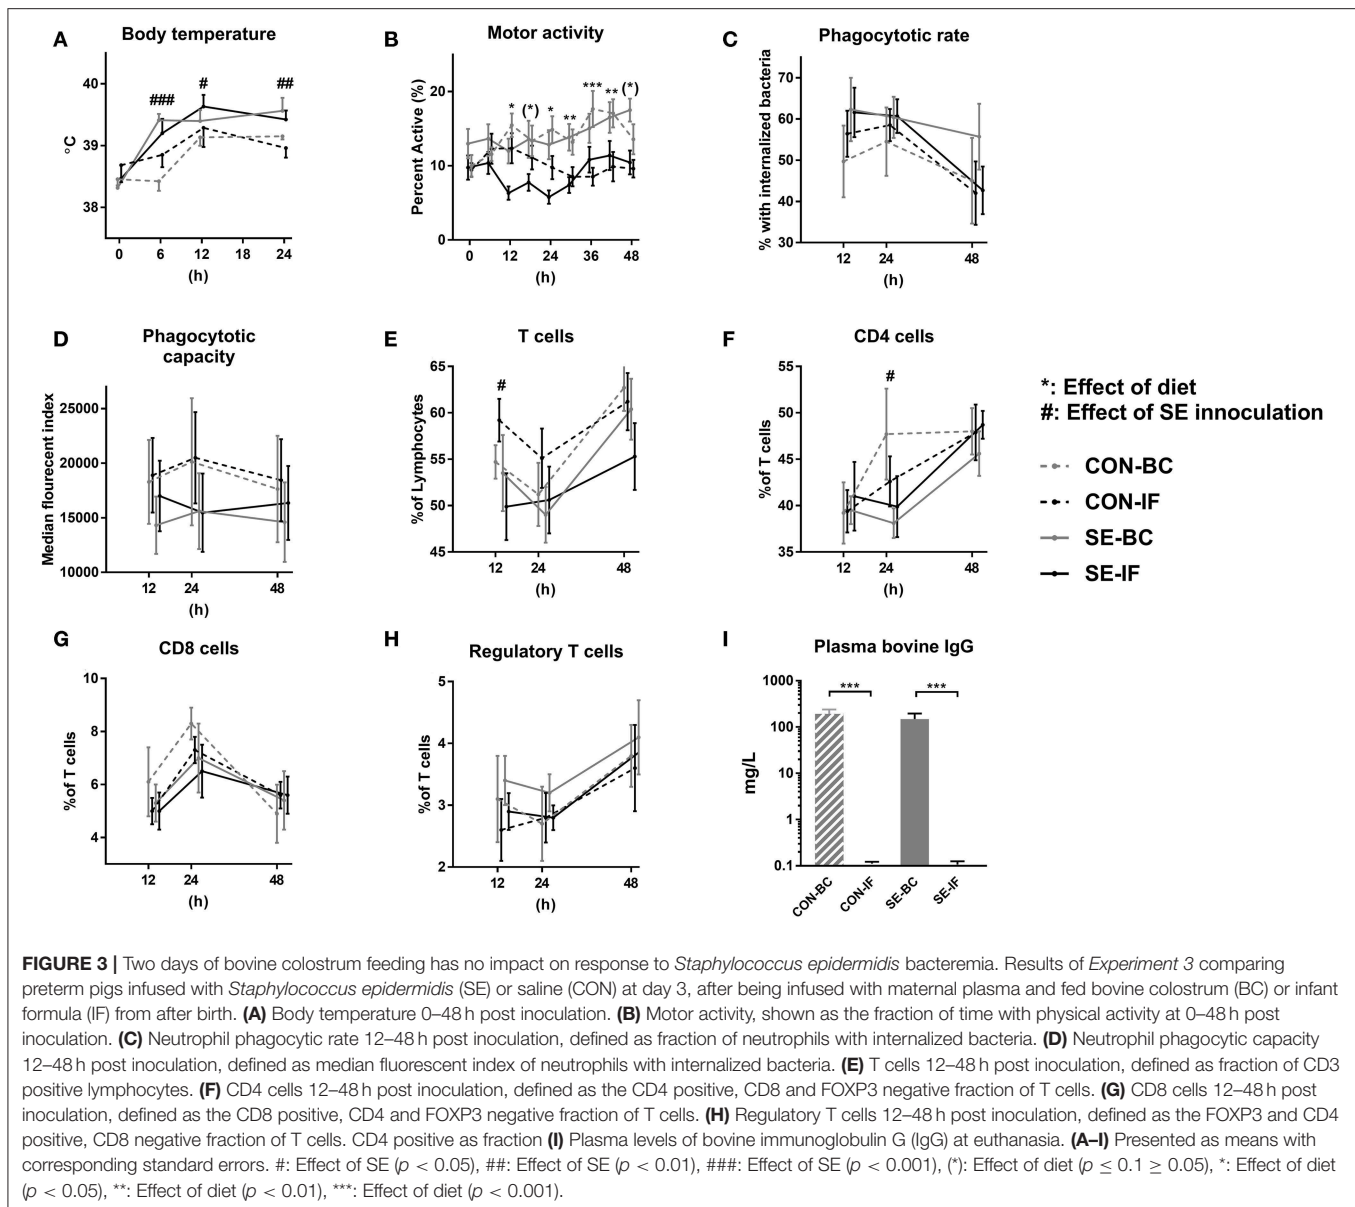 A
Body temperature
###
#
##
40
39
38
°C
0
6
12
18
24
(h)
B
Motor activity
*
(*)
*
**
***
**
(*)
20
10
0
Percent Active (%)
0
12
24
36
48
(h)
C
Phagocytotic rate
70
60
50
40
30
% with internalized bacteria
12
24
48
(h)
D
Phagocytotic
capacity
25000
20000
15000
10000
Median flourecent index
12
24
48
(h)
E
T cells
#
65
60
55
50
45
%of Lymphocytes
12
24
48
(h)
F
CD4 cells
#
55
50
45
40
35
%of T cells
12
24
48
(h)
*: Effect of diet
#: Effect of SE innoculation
CON-BC
CON-IF
SE-BC
SE-IF
G
CD8 cells
10
8
6
4
%of T cells
12
24
48
(h)
H
Regulatory T cells
5
4
3
2
%of T cells
12
24
48
(h)
I
Plasma bovine IgG
***
***
1000
100
10
1
0.1
mg/L
CON-BC
CON-IF
SE-BC
SE-IF
FIGURE 3 | Two days of bovine colostrum feeding has no impact on response to Staphylococcus epidermidis bacteremia. Results of Experiment 3 comparing
preterm pigs infused with Staphylococcus epidermidis (SE) or saline (CON) at day 3, after being infused with maternal plasma and fed bovine colostrum (BC) or infant
formula (IF) from after birth. (A) Body temperature 0–48 h post inoculation. (B) Motor activity, shown as the fraction of time with physical activity at 0–48 h post
inoculation. (C) Neutrophil phagocytic rate 12–48 h post inoculation, defined as fraction of neutrophils with internalized bacteria. (D) Neutrophil phagocytic capacity
12–48 h post inoculation, defined as median fluorescent index of neutrophils with internalized bacteria. (E) T cells 12–48 h post inoculation, defined as fraction of CD3
positive lymphocytes. (F) CD4 cells 12–48 h post inoculation, defined as the CD4 positive, CD8 and FOXP3 negative fraction of T cells. (G) CD8 cells 12–48 h post
inoculation, defined as the CD8 positive, CD4 and FOXP3 negative fraction of T cells. (H) Regulatory T cells 12–48 h post inoculation, defined as the FOXP3 and CD4
positive, CD8 negative fraction of T cells. CD4 positive as fraction (I) Plasma levels of bovine immunoglobulin G (IgG) at euthanasia. (A–I) Presented as means with
corresponding standard errors. #: Effect of SE (p < 0.05), ##: Effect of SE (p < 0.01), ###: Effect of SE (p < 0.001), (*): Effect of diet (p ≤ 0.1 ≥ 0.05), *: Effect of diet
(p < 0.05), **: Effect of diet (p < 0.01), ***: Effect of diet (p < 0.001).